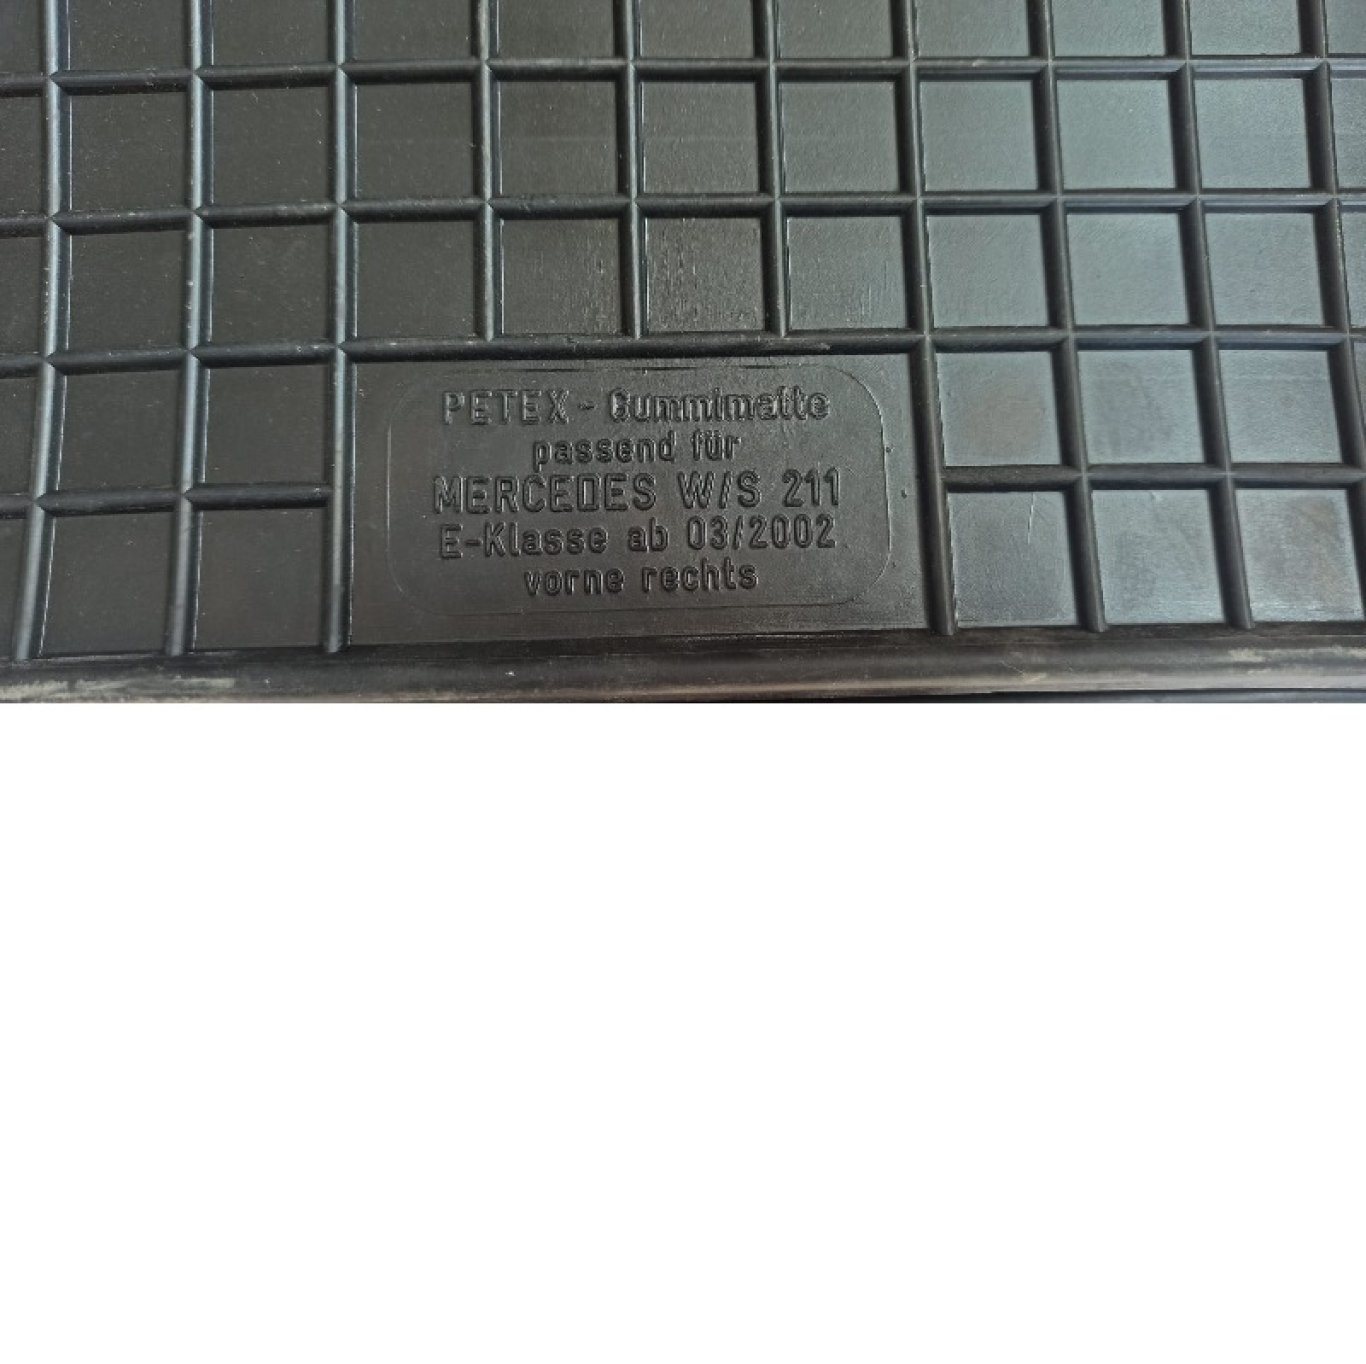 PETEX - Gummimatte
passend für
MERCEDES W/S 211
E-Klasse ab 03/2002
vorne rechts